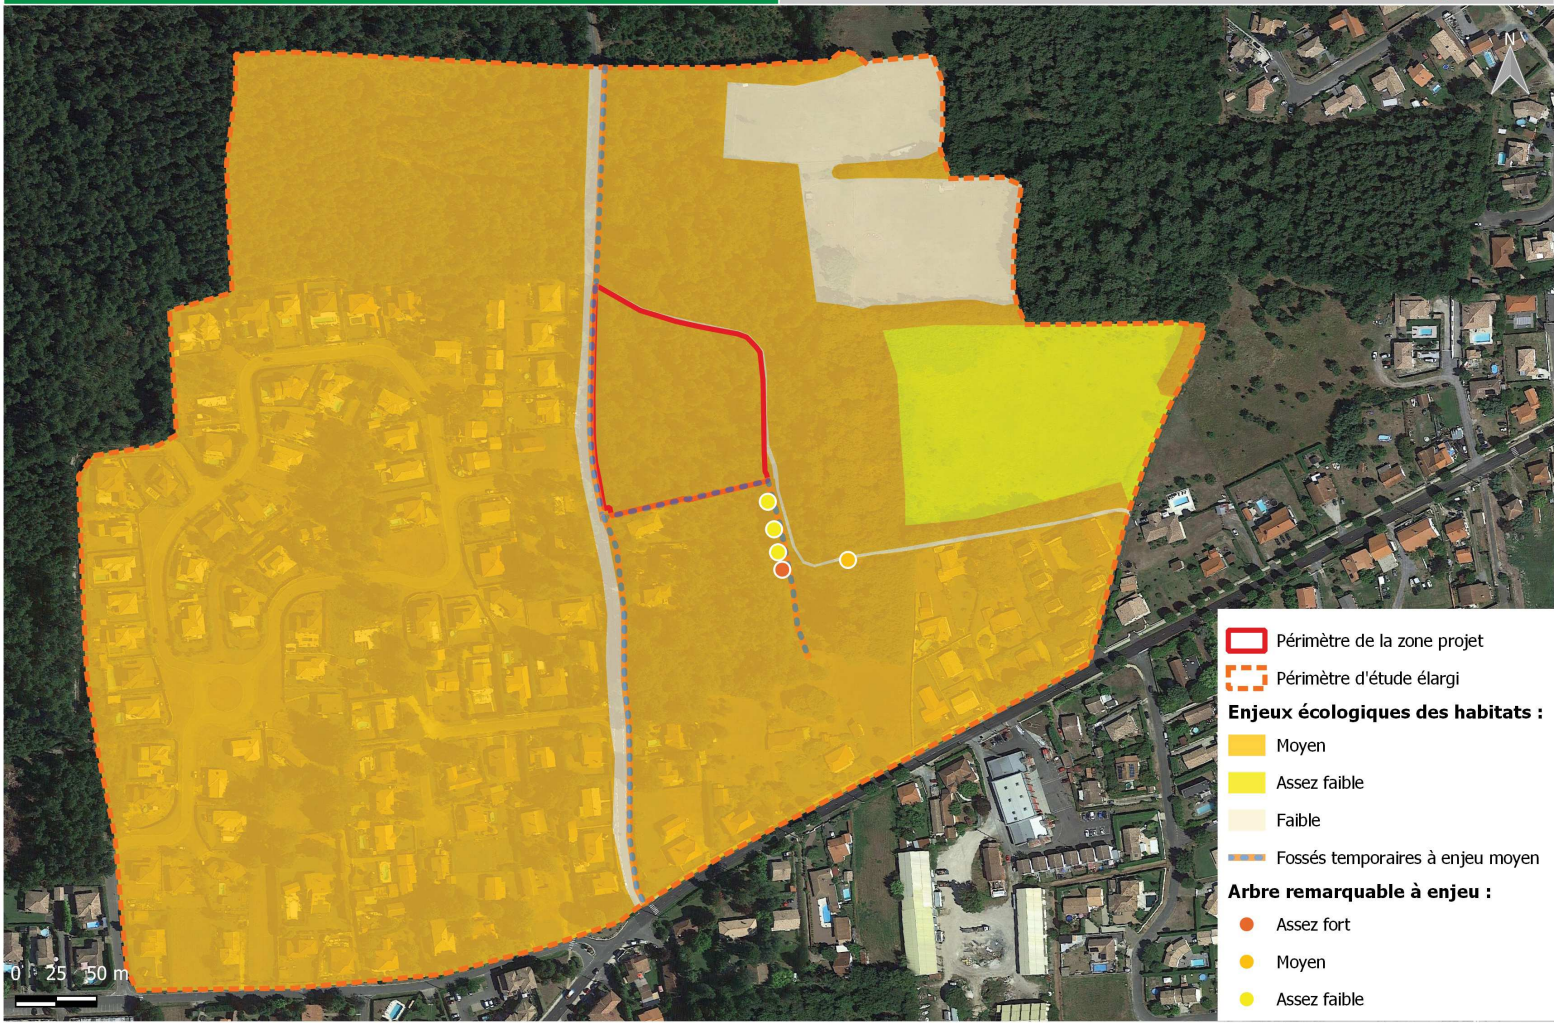 N
Périmètre de la zone projet
Périmètre d'étude élargi
Enjeux écologiques des habitats :
Moyen
Assez faible
Faible
Fossés temporaires à enjeu moyen
Arbre remarquable à enjeu :
Assez fort
Moyen
Assez faible
0 25 50 m